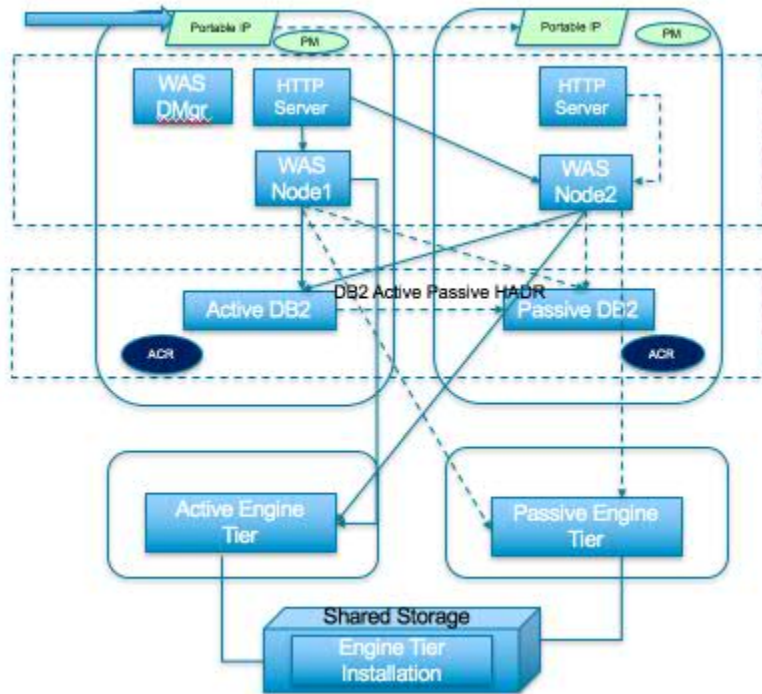 Portable IP
PM
Portable IP
PM
WAS
DMgr
HTTP
Server
HTTP
Server
WAS
Node1
WAS
Node2
DB2 Active Passive HADR
Active DB2
Passive DB2
ACR
ACR
Active Engine
Tier
Passive Engine
Tier
Shared Storage
Engine Tier
Installation